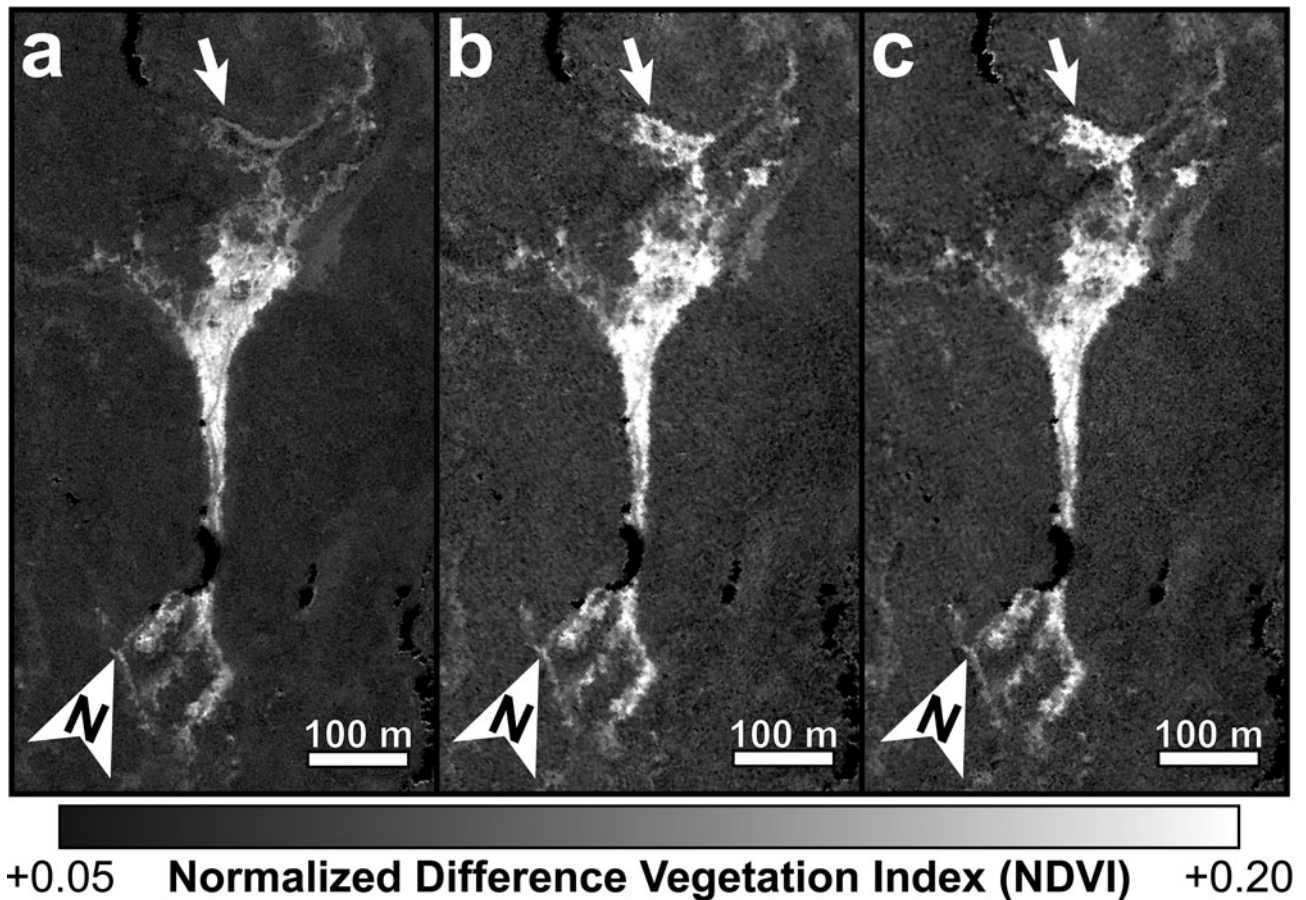 a b c
N N N
100 m 100 m 100 m
+0.05 Normalized Difference Vegetation Index (NDVI) +0.20